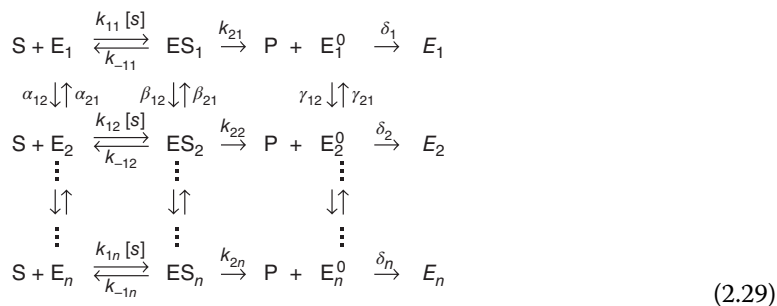 S + E₁ k₁₁ [s] k₋₁₁ ES₁ k₂₁ P + E₁⁰ δ₁ E₁
α₁₂ α₂₁ β₁₂ β₂₁ γ₁₂ γ₂₁
S + E₂ k₁₂ [s] k₋₁₂ ES₂ k₂₂ P + E₂⁰ δ₂ E₂
S + Eₙ k₁ₙ [s] k₋₁ₙ ESₙ k₂ₙ P + Eₙ⁰ δₙ Eₙ
(2.29)